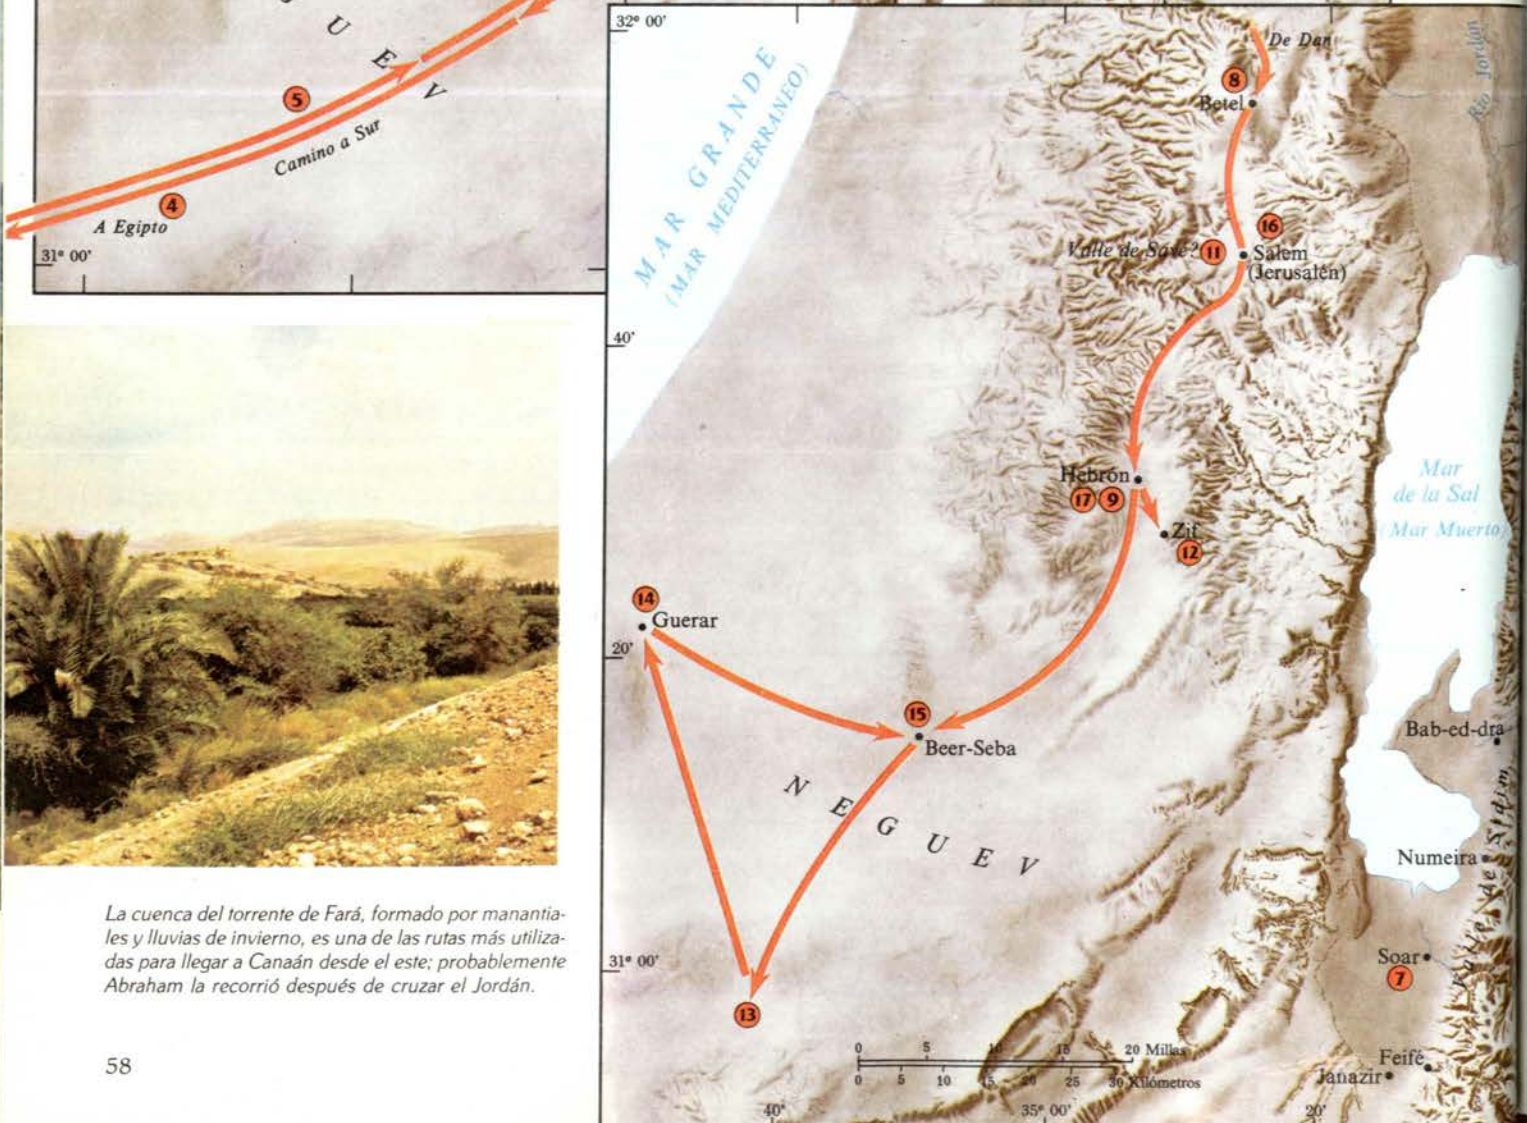 U E V
5
Camino a Sur
4
A Egipto
31° 00'
La cuenca del torrente de Fará, formado por manantia-
les y lluvias de invierno, es una de las rutas más utiliza-
das para llegar a Canaán desde el este; probablemente
Abraham la recorrió después de cruzar el Jordán.
58
32° 00'
MAR GRANDE
(MAR MEDITERRANEO)
De Dan
8
Betel
Río Jordán
16
Valle de Save? 11
Salem
(Jerusalén)
40'
Hebrón
17 9
Zif
12
Mar
de la Sal
(Mar Muerto)
14
Guerar
20'
15
Beer-Seba
NEGUEV
Bab-ed-dra
Valle de Sidim
Numeira
31° 00'
Soar
7
13
Feifé
Janazir
0 5 10 15 20 Millas
0 5 10 15 20 25 30 Kilómetros
40' 35° 00' 20'